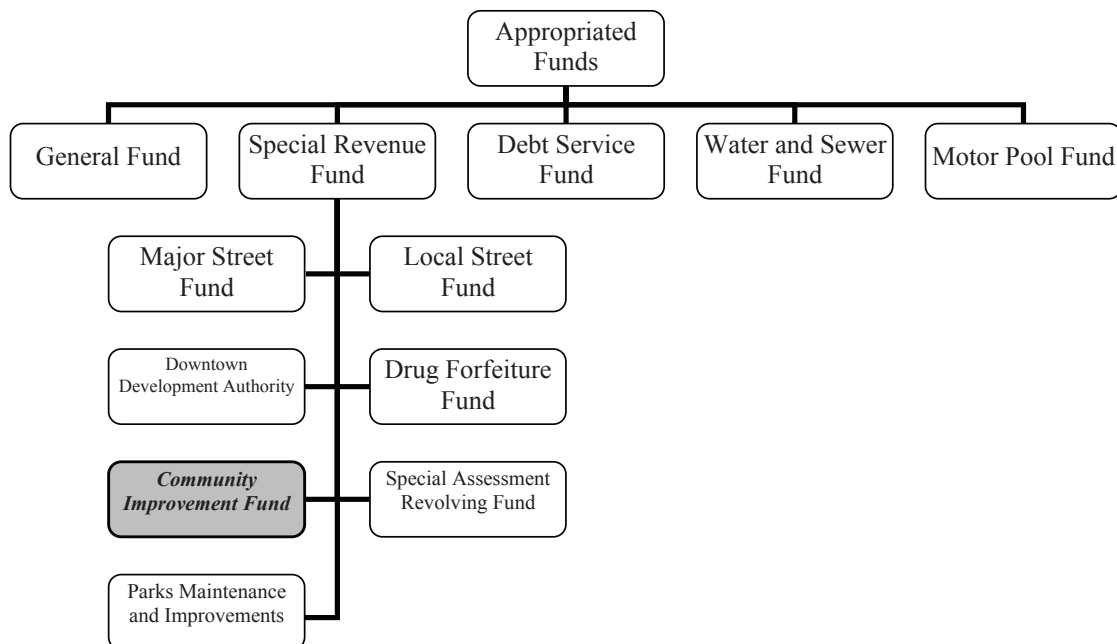 Appropriated
Funds
General Fund
Special Revenue
Fund
Debt Service
Fund
Water and Sewer
Fund
Motor Pool Fund
Major Street
Fund
Local Street
Fund
Downtown
Development Authority
Drug Forfeiture
Fund
Community
Improvement Fund
Special Assessment
Revolving Fund
Parks Maintenance
and Improvements